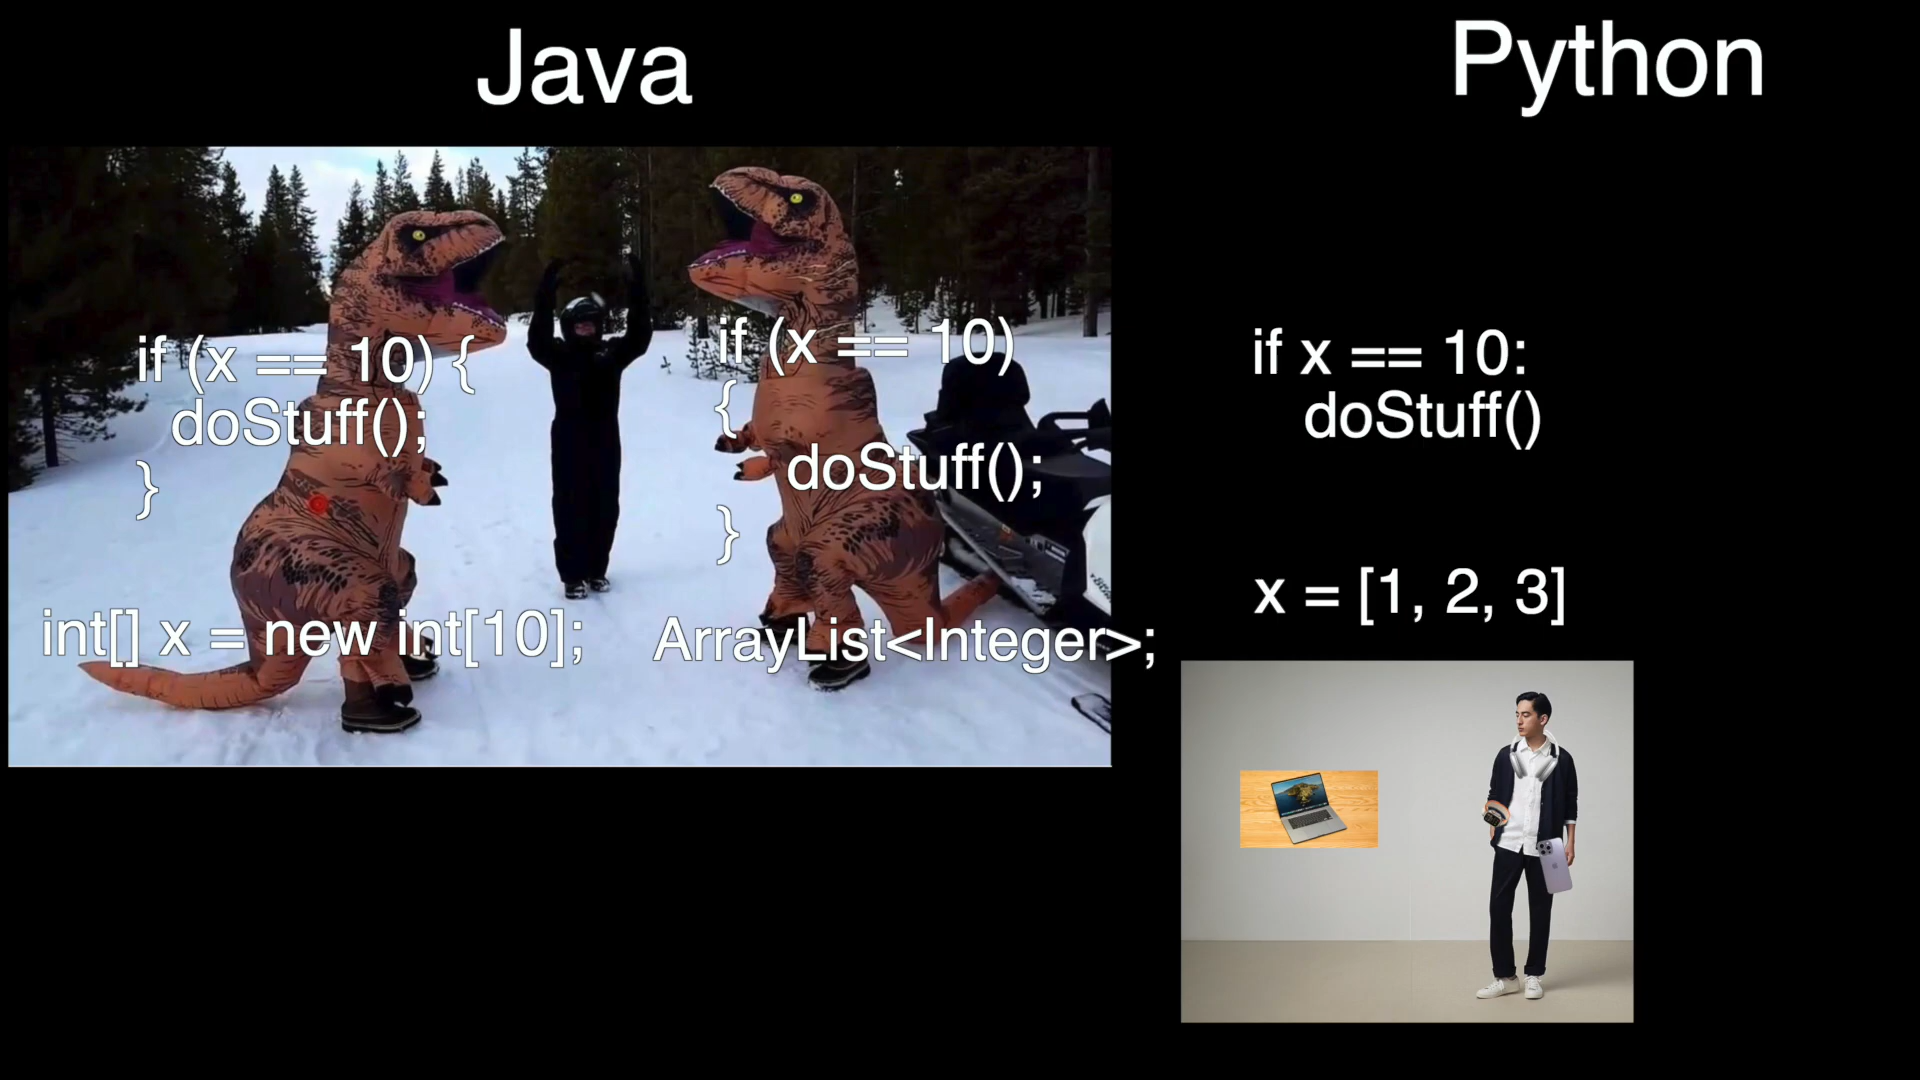 Java
Python
if (x == 10) {
doStuff();
}
if (x == 10)
{
doStuff();
}
int[] x = new int[10];
ArrayList<Integer>;
if x == 10:
doStuff()
x = [1, 2, 3]